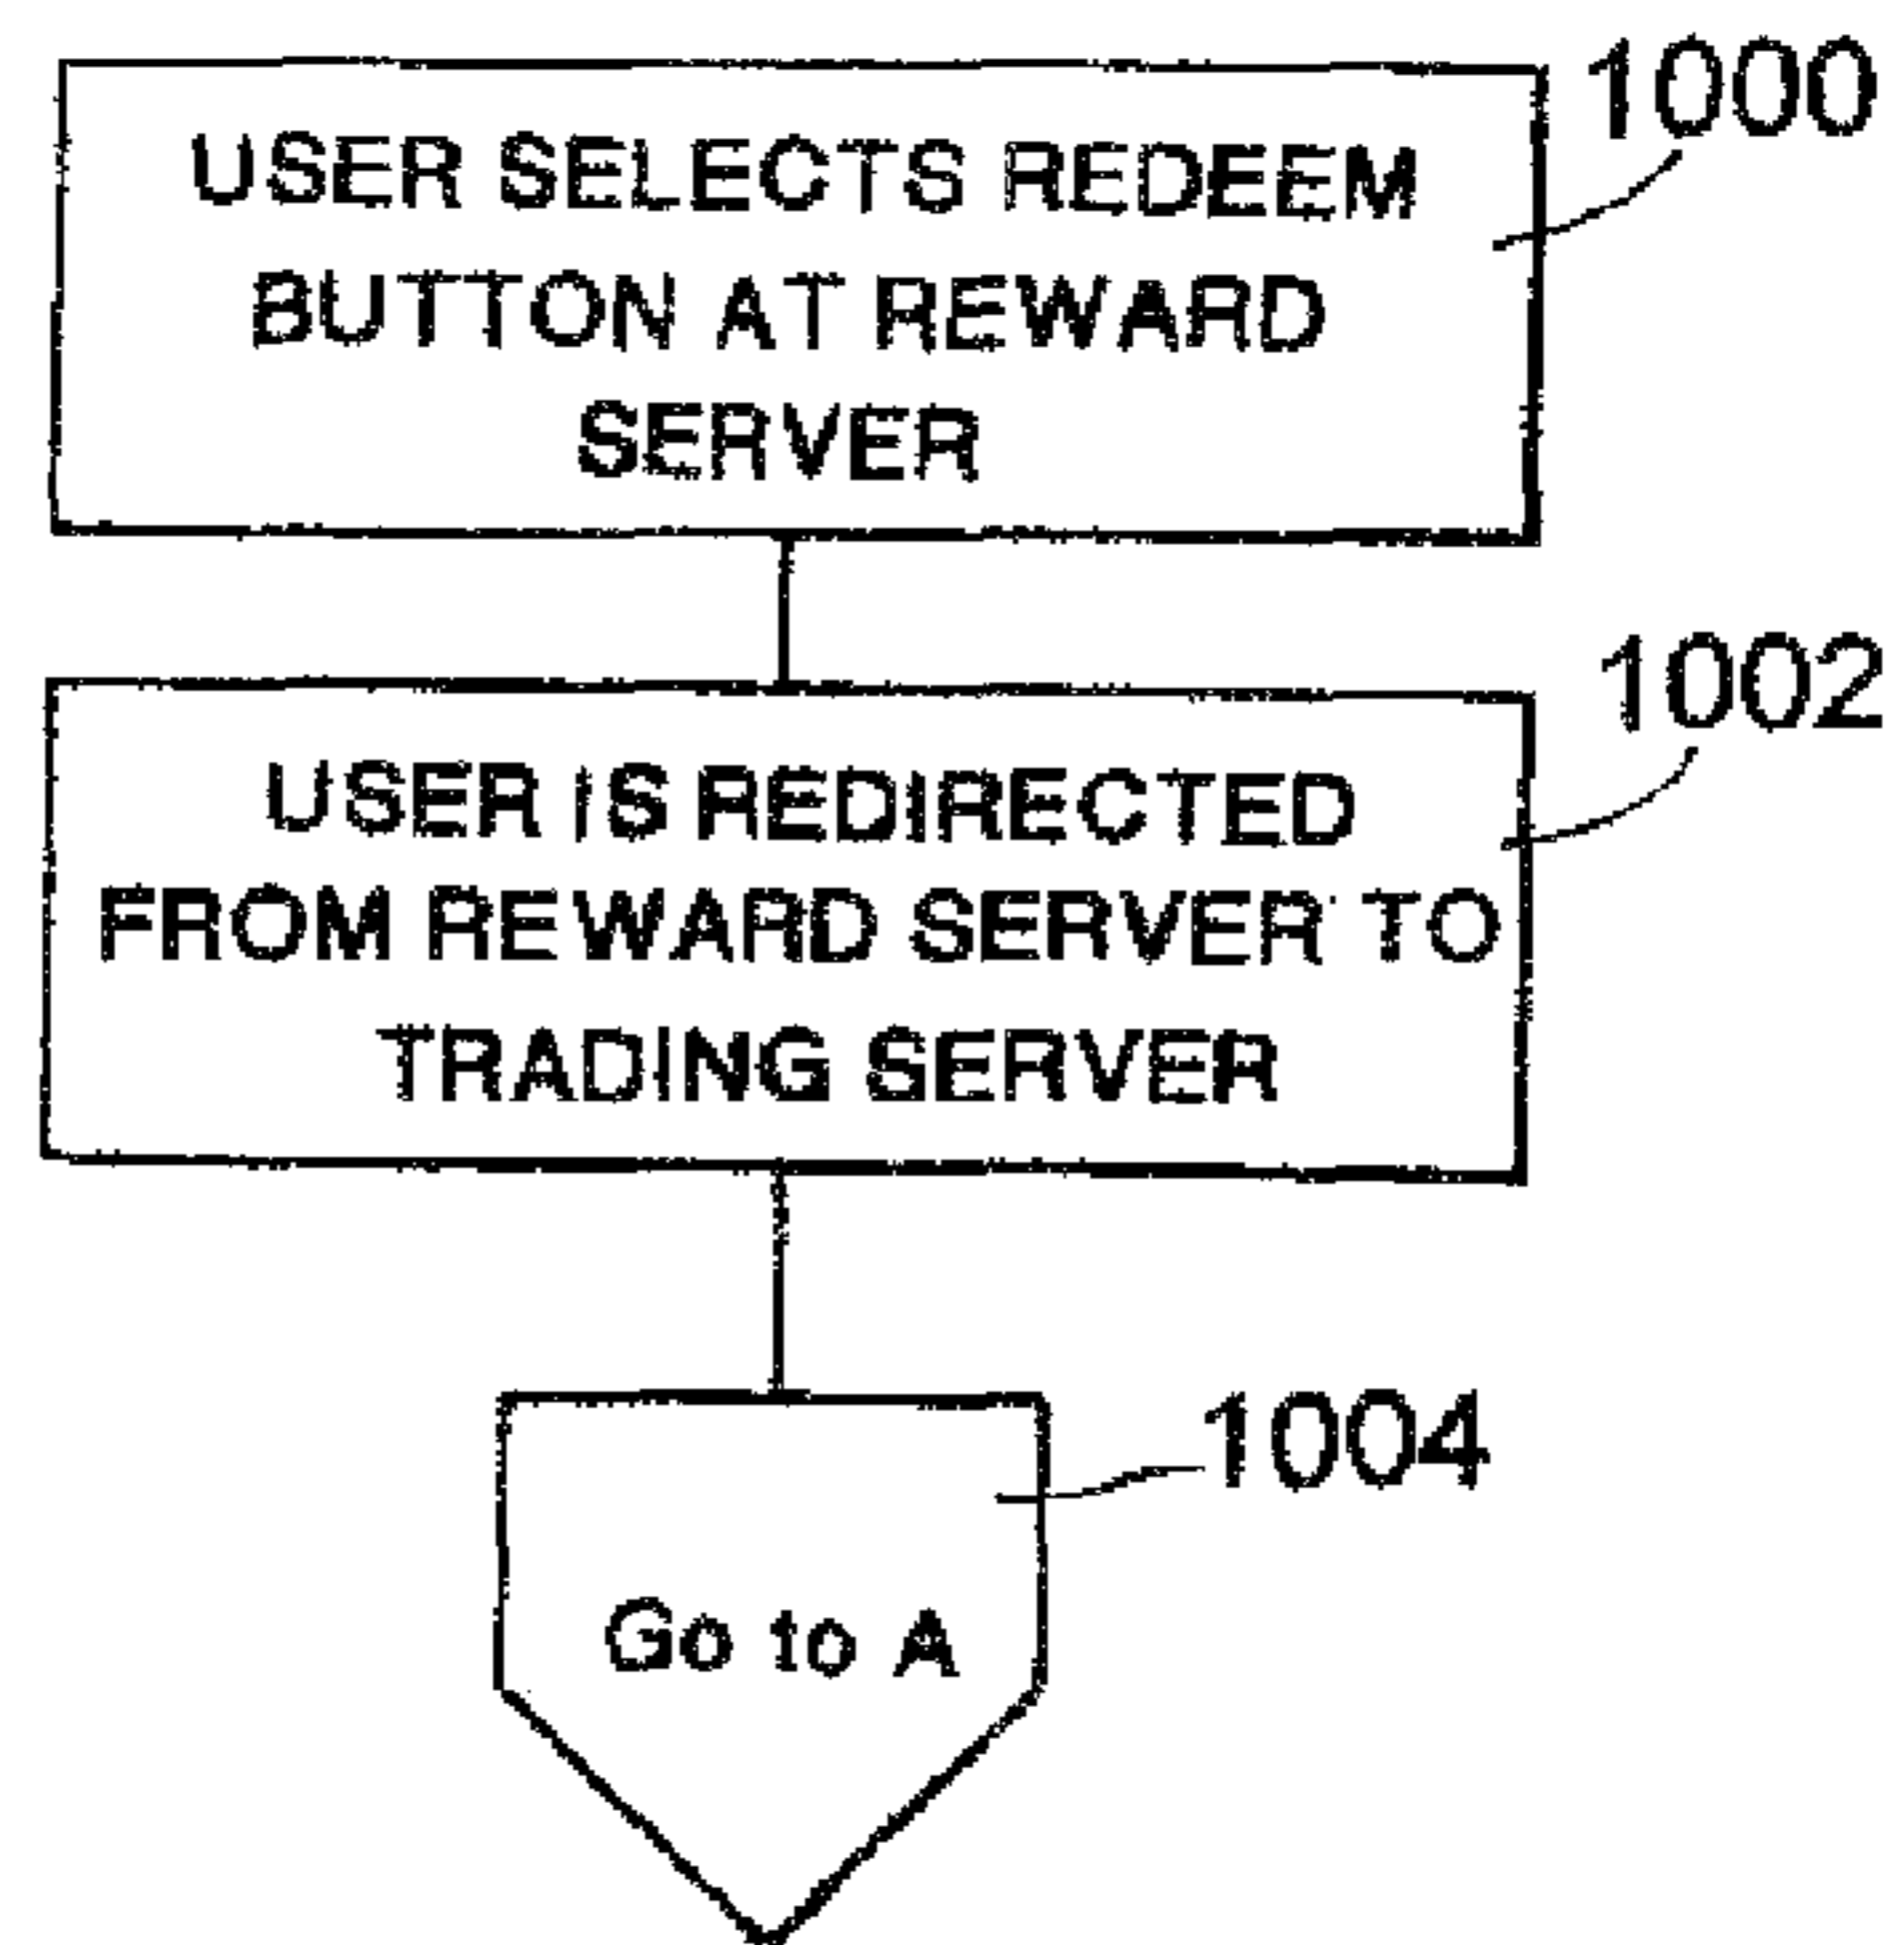 1000
USER SELECTS REDEEM
BUTTON AT REWARD
SERVER
1002
USER IS REDIRECTED
FROM REWARD SERVER TO
TRADING SERVER
1004
Go to A